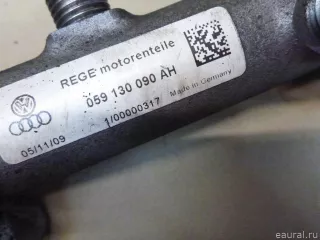 REGE motorenteile
059 130 090 AH
1/00000317
Made in Germany
05/11/09
eaural.ru